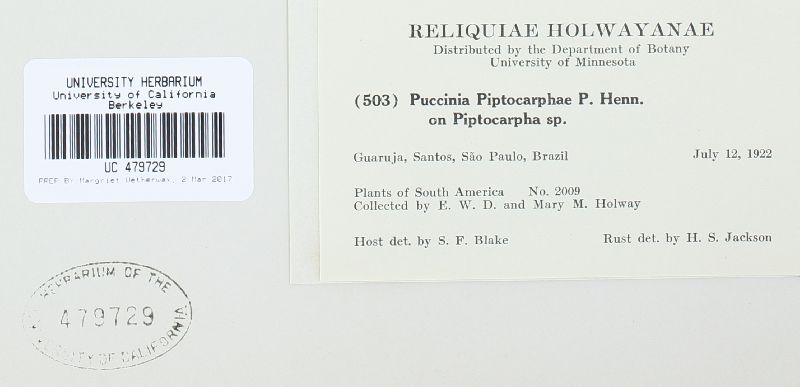 RELIQUIAE HOLWAYANAE
Distributed by the Department of Botany
University of Minnesota
(503) Puccinia Piptocarphae P. Henn.
on Piptocarpha sp.
Guaruja, Santos, São Paulo, Brazil July 12, 1922
Plants of South America No. 2009
Collected by E. W. D. and Mary M. Holway
Host det. by S. F. Blake Rust det. by H. S. Jackson
UNIVERSITY HERBARIUM
University of California
Berkeley
UC 479729
PREP BY Margriet Wetherwax, 2 Mar 2017
HERBARIUM OF THE
479729
UNIVERSITY OF CALIFORNIA